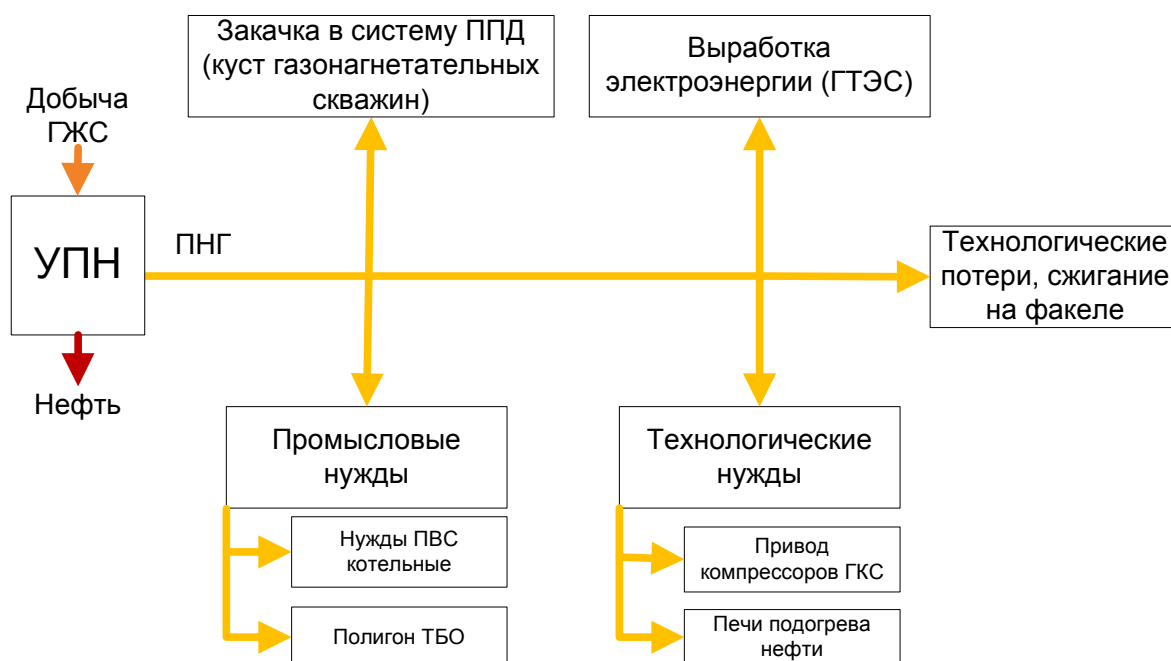 Закачка в систему ППД
(куст газонагнетательных
скважин)
Выработка
электроэнергии (ГТЭС)
Добыча
ГЖС
УПН
ПНГ
Технологические
потери, сжигание
на факеле
Нефть
Промысловые
нужды
Технологические
нужды
Нужды ПВС
котельные
Привод
компрессоров ГКС
Полигон ТБО
Печи подогрева
нефти